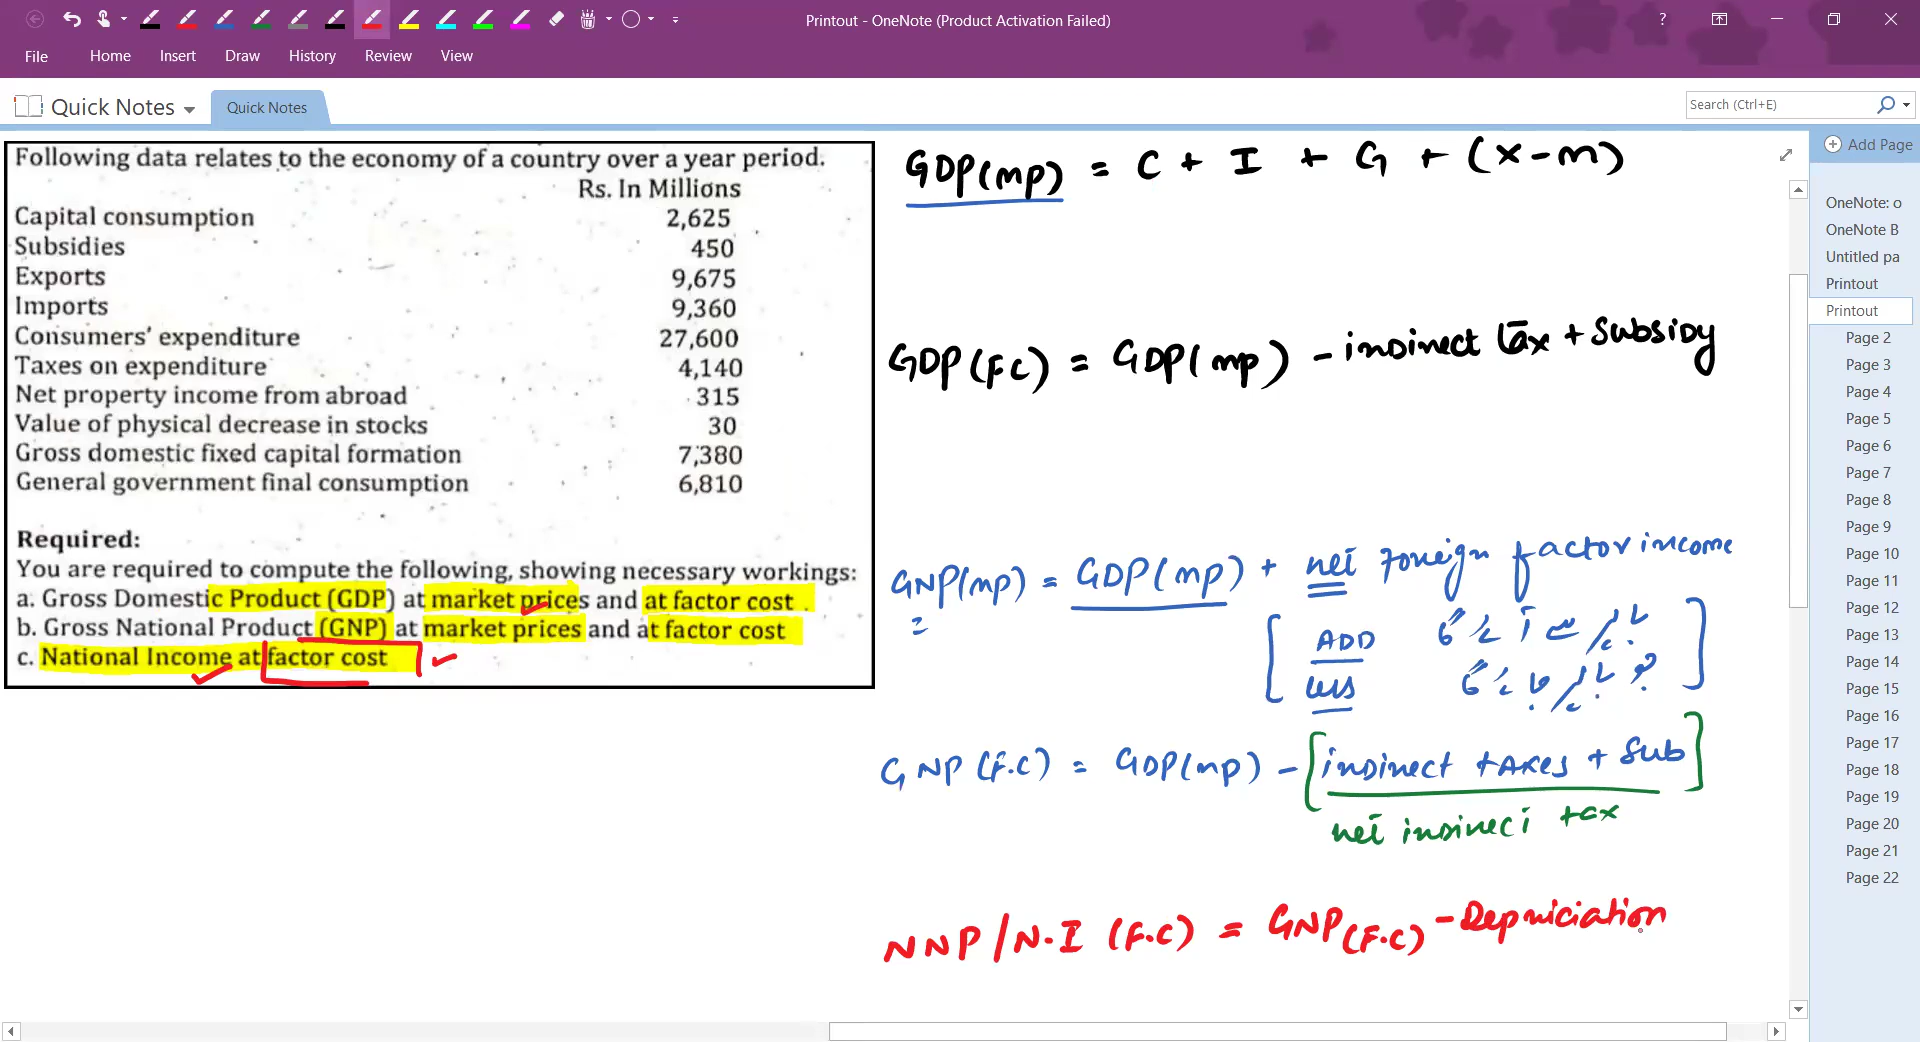 Printout - OneNote (Product Activation Failed)
?
File Home Insert Draw History Review View
Quick Notes
Quick Notes
Search (Ctrl+E)
Add Page
Following data relates to the economy of a country over a year period.
Rs. In Millions
Capital consumption 2,625
Subsidies 450
Exports 9,675
Imports 9,360
Consumers' expenditure 27,600
Taxes on expenditure 4,140
Net property income from abroad 315
Value of physical decrease in stocks 30
Gross domestic fixed capital formation 7,380
General government final consumption 6,810
Required:
You are required to compute the following, showing necessary workings:
a. Gross Domestic Product (GDP) at market prices and at factor cost
b. Gross National Product (GNP) at market prices and at factor cost
c. National Income at factor cost
GDP(mp) = C + I + G + (x-m)
GDP(FC) = GDP(mp) - indirect tax + Subsidy
GNP(mp) = GDP(mp) + net foreign factor income
=
ADD
less
GNP (F.C) = GDP(mp) - [indirect taxes + Sub]
net indirect tax
NNP/N.I (F.C) = GNP(F.C) - Depriciation
OneNote: o
OneNote B
Untitled pa
Printout
Printout
Page 2
Page 3
Page 4
Page 5
Page 6
Page 7
Page 8
Page 9
Page 10
Page 11
Page 12
Page 13
Page 14
Page 15
Page 16
Page 17
Page 18
Page 19
Page 20
Page 21
Page 22